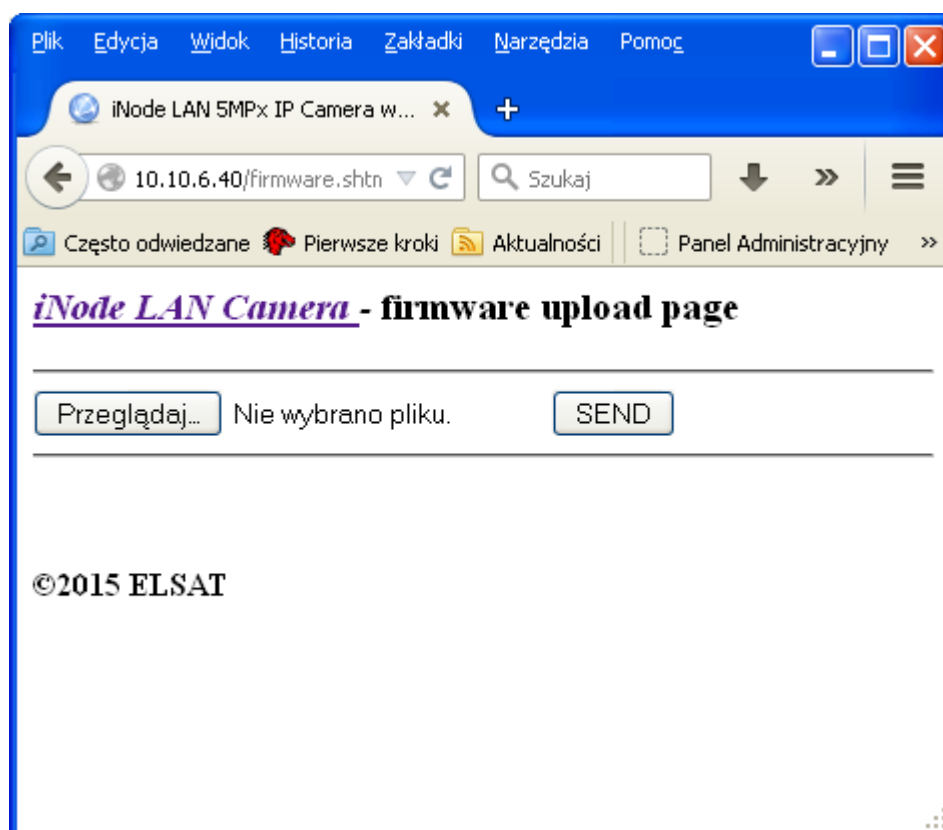 Plik Edycja Widok Historia Zakładki Narzędzia Pomoc
iNode LAN 5MPx IP Camera w...
10.10.6.40/firmware.shtn Szukaj
Często odwiedzane Pierwsze kroki Aktualności Panel Administracyjny
iNode LAN Camera - firmware upload page
Przeglądaj... Nie wybrano pliku. SEND
©2015 ELSAT